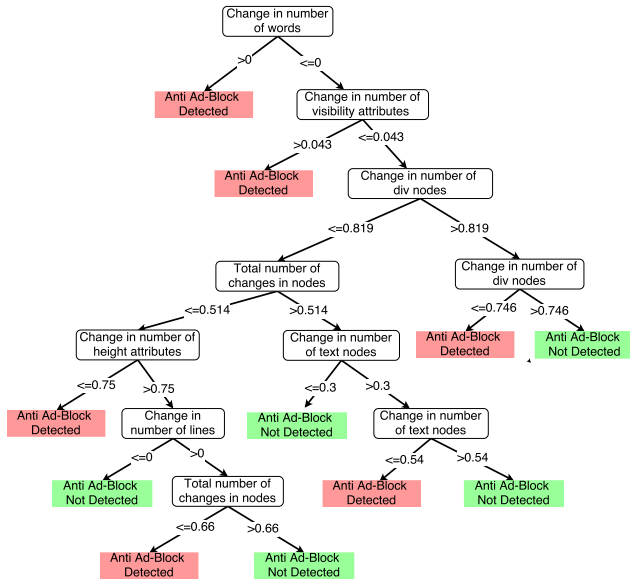 Change in number
of words
>0
<=0
Anti Ad-Block
Detected
Change in number of
visibility attributes
>0.043
<=0.043
Anti Ad-Block
Detected
Change in number of
div nodes
<=0.819
>0.819
Total number of
changes in nodes
Change in number of
div nodes
<=0.514
>0.514
<=0.746
>0.746
Change in number of
height attributes
Change in number
of text nodes
Anti Ad-Block
Detected
Anti Ad-Block
Not Detected
<=0.75
>0.75
<=0.3
>0.3
Anti Ad-Block
Detected
Change in
number of lines
Anti Ad-Block
Not Detected
Change in number
of text nodes
<=0
>0
<=0.54
>0.54
Anti Ad-Block
Not Detected
Total number of
changes in nodes
Anti Ad-Block
Detected
Anti Ad-Block
Not Detected
<=0.66
>0.66
Anti Ad-Block
Detected
Anti Ad-Block
Not Detected